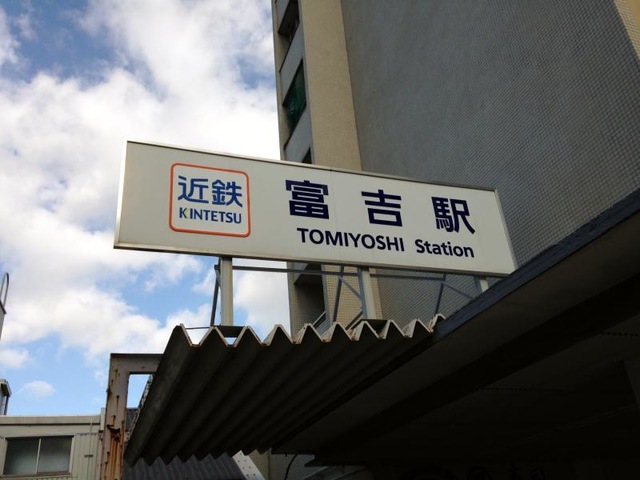 近鉄
KINTETSU
富吉駅
TOMIYOSHI Station